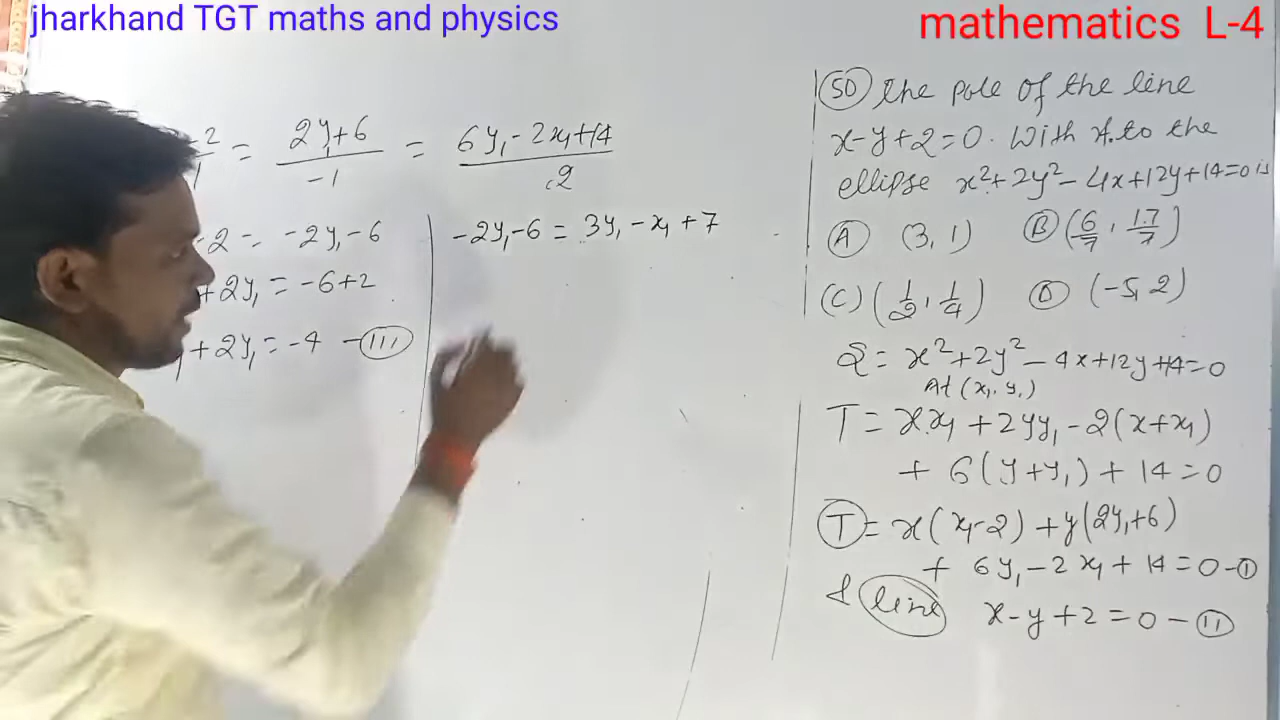 jharkhand TGT maths and physics
mathematics L-4
2/1 = 2y₁+6/-1 = 6y₁-2x₁+14/2
-2 = -2y₁-6
+2y₁ = -6+2
+2y₁ = -4 -(III)
-2y₁-6 = 3y₁-x₁+7
(50) The pole of the line
x-y+2=0. With r.to the
ellipse x²+2y²-4x+12y+14=0 is
(A) (3,1) (B) (6/7, 17/7)
(C) (1/2, 1/4) (D) (-5, 2)
S = x²+2y²-4x+12y+14=0
At (x₁, y₁)
T = x.x₁+2yy₁-2(x+x₁)
+ 6(y+y₁)+14=0
(T) = x(x₁-2)+y(2y₁+6)
+ 6y₁-2x₁+14=0-(I)
& line x-y+2=0-(II)